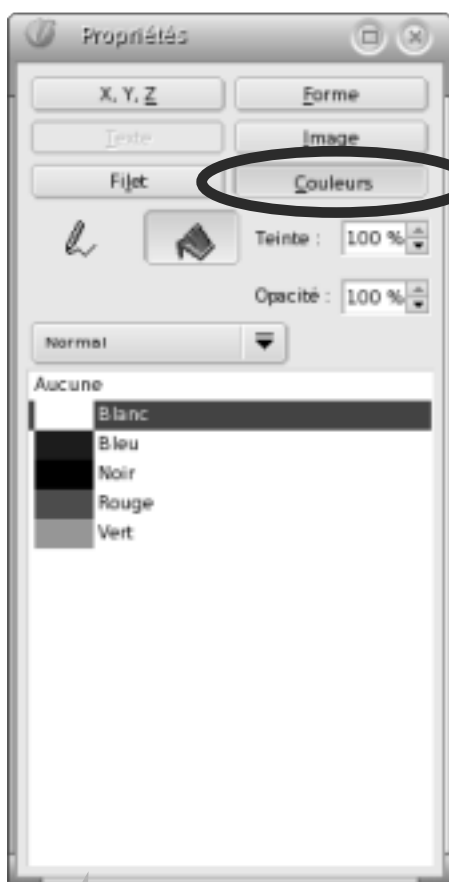 Propriétés
X, Y, Z Forme
Texte Image
Filet Couleurs
Teinte : 100 %
Opacité : 100 %
Normal
Aucune
Blanc
Bleu
Noir
Rouge
Vert